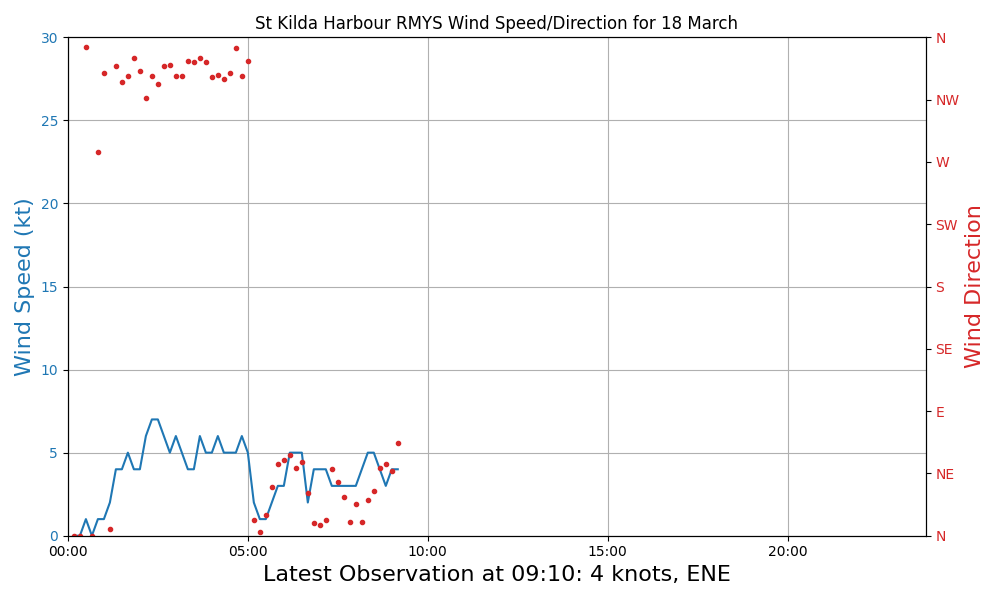 St Kilda Harbour RMYS Wind Speed/Direction for 18 March
30
25
20
15
10
5
0
Wind Speed (kt)
N
NW
W
SW
S
SE
E
NE
N
Wind Direction
00:00 05:00 10:00 15:00 20:00
Latest Observation at 09:10: 4 knots, ENE